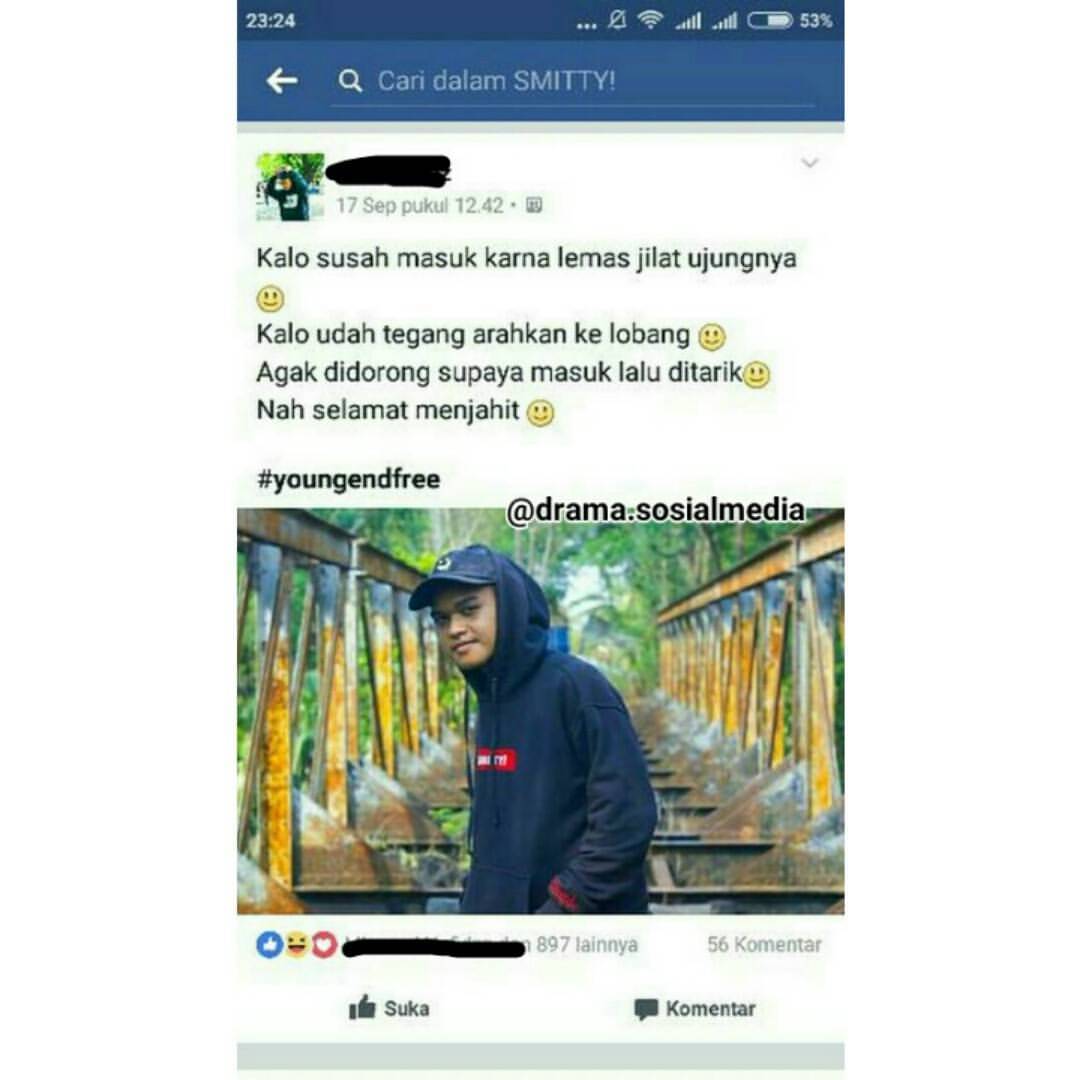 23:24
... 53%
Cari dalam SMITTY!
17 Sep pukul 12.42 •
Kalo susah masuk karna lemas jilat ujungnya
🙂
Kalo udah tegang arahkan ke lobang 🙂
Agak didorong supaya masuk lalu ditarik🙂
Nah selamat menjahit 🙂
#youngendfree
@drama.sosialmedia
897 lainnya
56 Komentar
Suka
Komentar